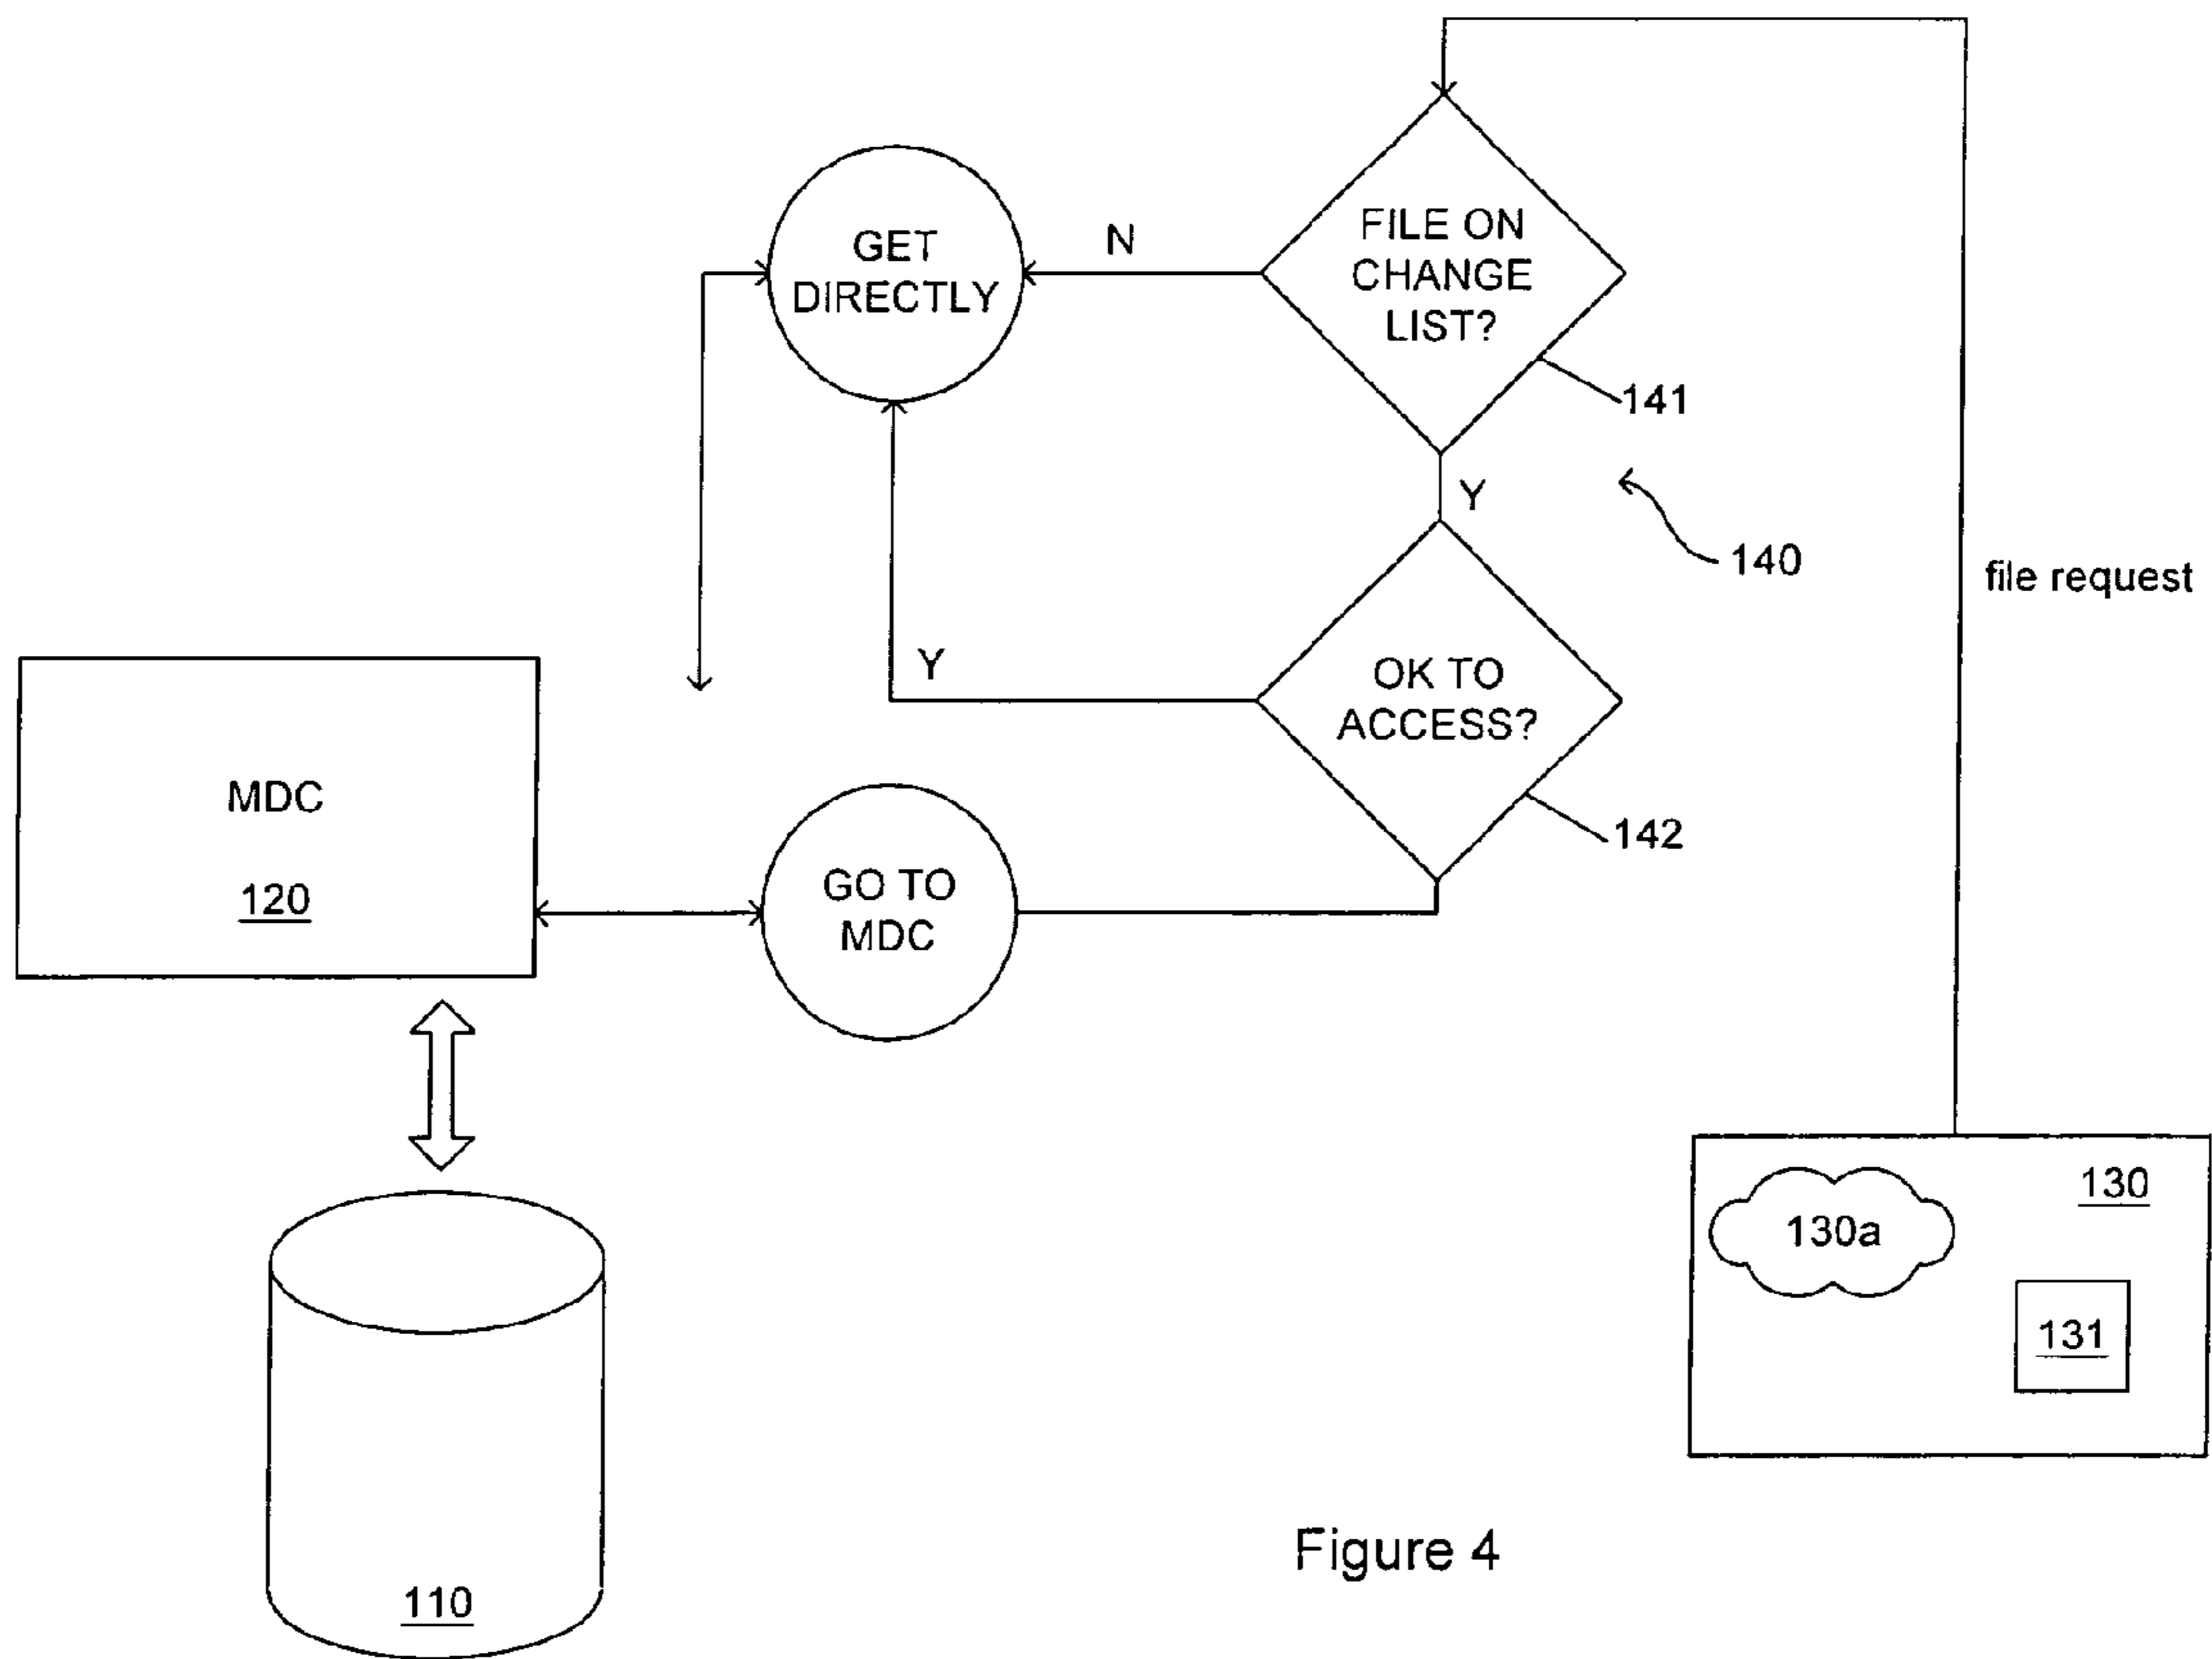 FILE ON
CHANGE
LIST?
GET
DIRECTLY
N
141
Y
140
file request
OK TO
ACCESS?
Y
142
MDC
120
GO TO
MDC
130
130a
131
110
Figure 4